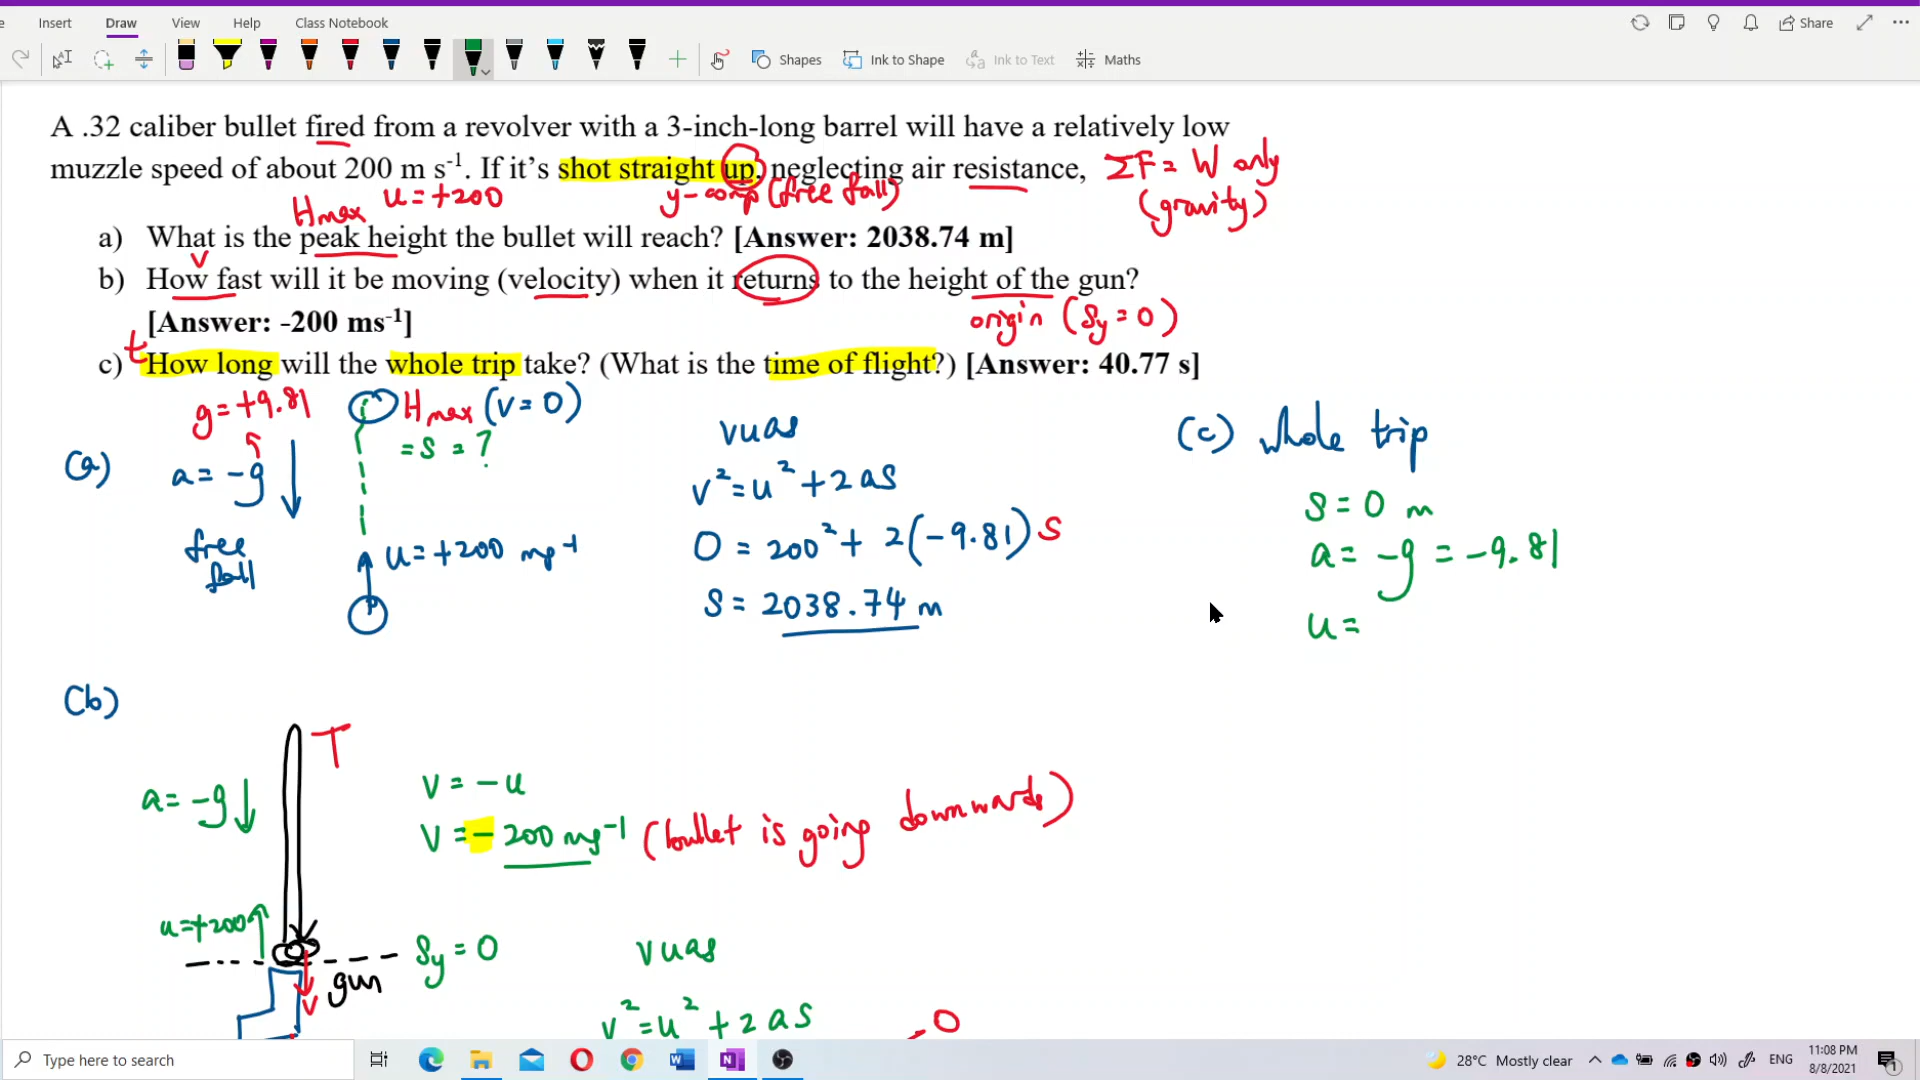 Insert Draw View Help Class Notebook Share
Shapes Ink to Shape Ink to Text Maths
A .32 caliber bullet fired from a revolver with a 3-inch-long barrel will have a relatively low
muzzle speed of about 200 m s⁻¹. If it's shot straight up, neglecting air resistance,
ΣF = W only
(gravity)
Hmax u = +200
y-comp (free fall)
a) What is the peak height the bullet will reach? [Answer: 2038.74 m]
v
b) How fast will it be moving (velocity) when it returns to the height of the gun?
[Answer: -200 ms⁻¹]
origin (Sy = 0)
t
c) How long will the whole trip take? (What is the time of flight?) [Answer: 40.77 s]
(a)
g = +9.81
a = -g
free
fall
Hmax (v = 0)
= s = ?
u = +200 ms⁻¹
vuas
v² = u² + 2as
0 = 200² + 2(-9.81)s
s = 2038.74 m
(c) whole trip
s = 0 m
a = -g = -9.81
u =
(b)
T
a = -g
v = -u
v = -200 ms⁻¹ (bullet is going downwards)
u = +200
Sy = 0
gun
v
vuas
v² = u² + 2as
0
Type here to search
28°C Mostly clear
ENG
11:08 PM
8/8/2021
1